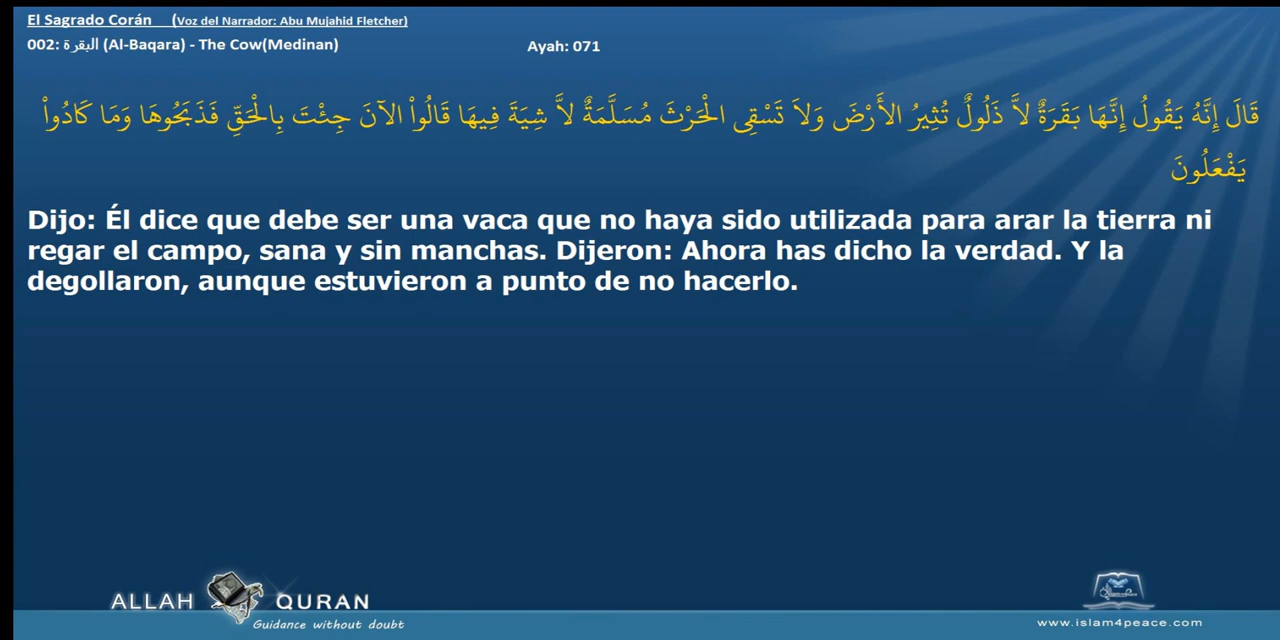 El Sagrado Corán (Voz del Narrador: Abu Mujahid Fletcher)
002: البقرة (Al-Baqara) - The Cow(Medinan) Ayah: 071
قَالَ إِنَّهُ يَقُولُ إِنَّهَا بَقَرَةٌ لاَّ ذَلُولٌ تُثِيرُ الأَرْضَ وَلاَ تَسْقِى الْحَرْثَ مُسَلَّمَةٌ لاَّ شِيَةَ فِيهَا قَالُواْ الآنَ جِئْتَ بِالْحَقِّ فَذَبَحُوهَا وَمَا كَادُواْ
يَفْعَلُونَ
Dijo: Él dice que debe ser una vaca que no haya sido utilizada para arar la tierra ni
regar el campo, sana y sin manchas. Dijeron: Ahora has dicho la verdad. Y la
degollaron, aunque estuvieron a punto de no hacerlo.
ALLAH QURAN
Guidance without doubt
www.islam4peace.com